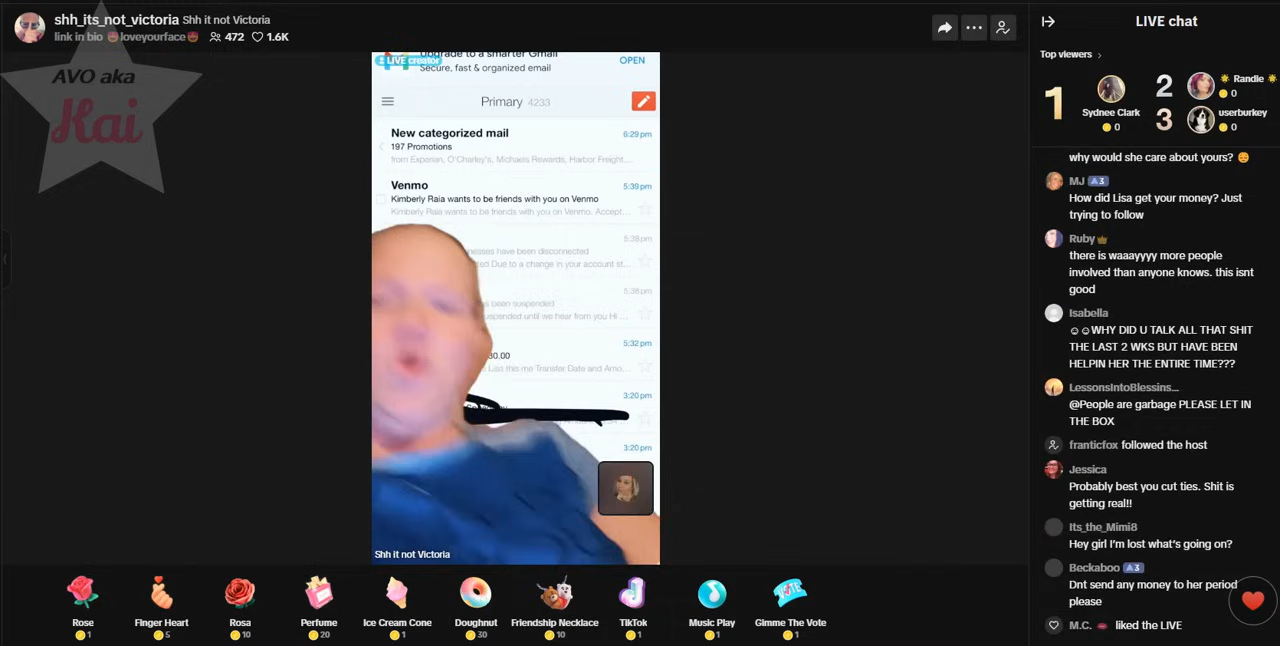 shh_its_not_victoria Shh it not Victoria
link in bio loveyourface 472 1.6K
AVO aka
Kai
LIVE creator
Upgrade to a smarter Gmail
Secure, fast & organized email
OPEN
Primary 4233
New categorized mail 6:29 pm
197 Promotions
from Experian, O'Charley's, Michaels Rewards, Harbor Freight...
Venmo 5:39 pm
Kimberly Raia wants to be friends with you on Venmo
Kimberly Raia wants to be friends with you on Venmo. Accept...
5:38 pm
nesses have been disconnected
ted Due to a change in your account st...
5:38 pm
s been suspended
uspended until we hear from you Hi ...
5:32 pm
30.00
Liss this me Transfer Date and Amo...
3:20 pm
3:20 pm
Shh it not Victoria
Rose
1
Finger Heart
5
Rosa
10
Perfume
20
Ice Cream Cone
1
Doughnut
30
Friendship Necklace
10
TikTok
1
Music Play
1
Gimme The Vote
1
LIVE chat
Top viewers
1
Sydnee Clark
0
2
Randie
0
3
userburkey
0
why would she care about yours?
MJ A3
How did Lisa get your money? Just
trying to follow
Ruby
there is waaayyyy more people
involved than anyone knows. this isnt
good
Isabella
WHY DID U TALK ALL THAT SHIT
THE LAST 2 WKS BUT HAVE BEEN
HELPIN HER THE ENTIRE TIME???
LessonsIntoBlessins...
@People are garbage PLEASE LET IN
THE BOX
franticfox followed the host
Jessica
Probably best you cut ties. Shit is
getting real!!
Its_the_Mimi8
Hey girl I'm lost what's going on?
Beckaboo A3
Dnt send any money to her period
please
M.C. liked the LIVE